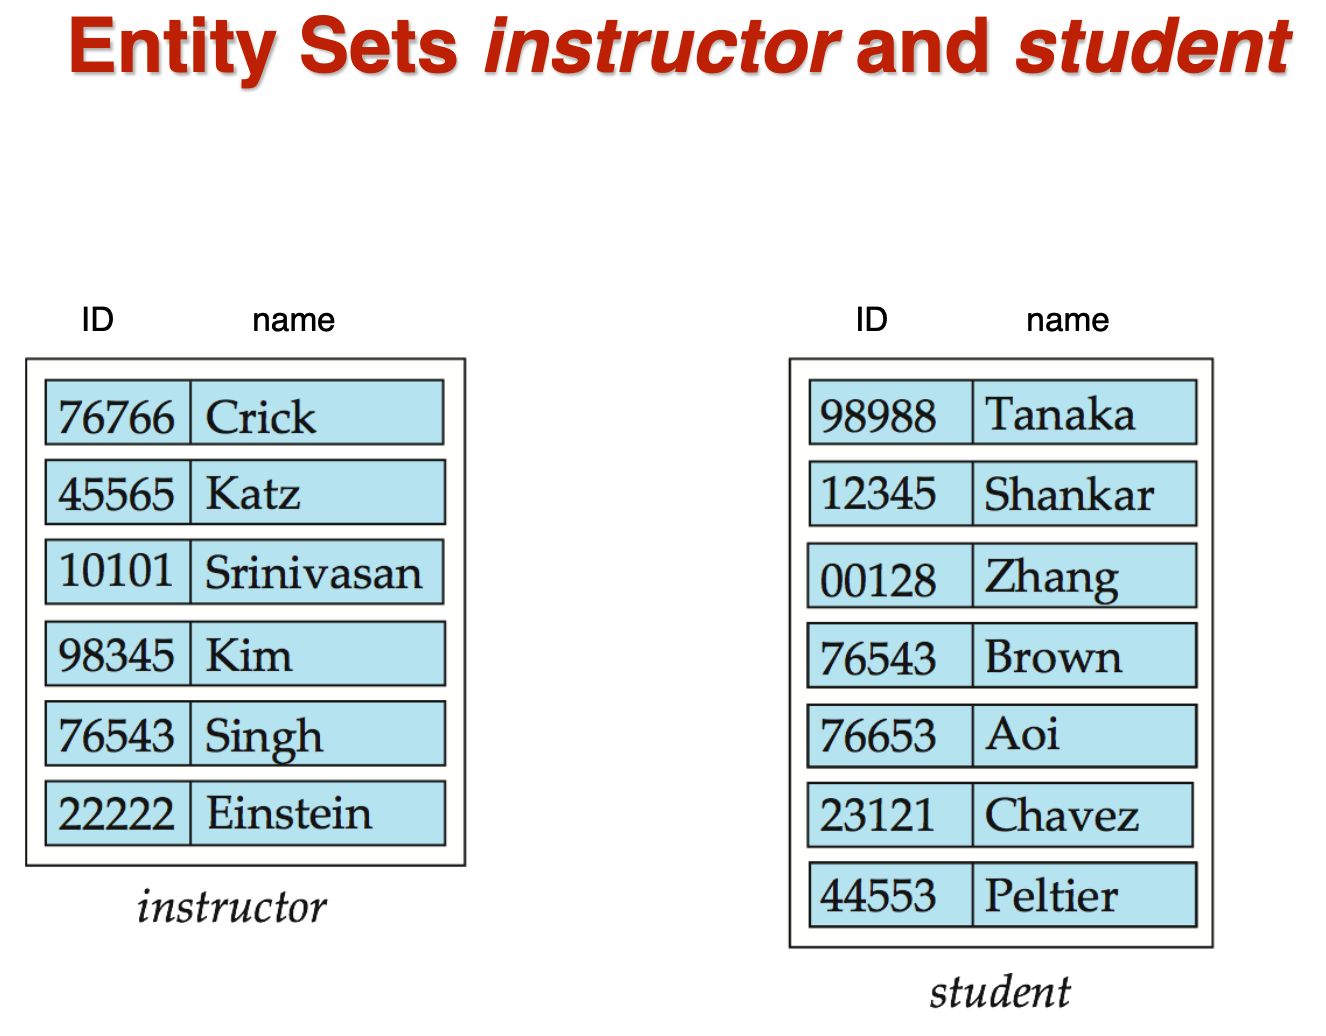 Entity Sets instructor and student
ID name
76766 Crick
45565 Katz
10101 Srinivasan
98345 Kim
76543 Singh
22222 Einstein
instructor
ID name
98988 Tanaka
12345 Shankar
00128 Zhang
76543 Brown
76653 Aoi
23121 Chavez
44553 Peltier
student